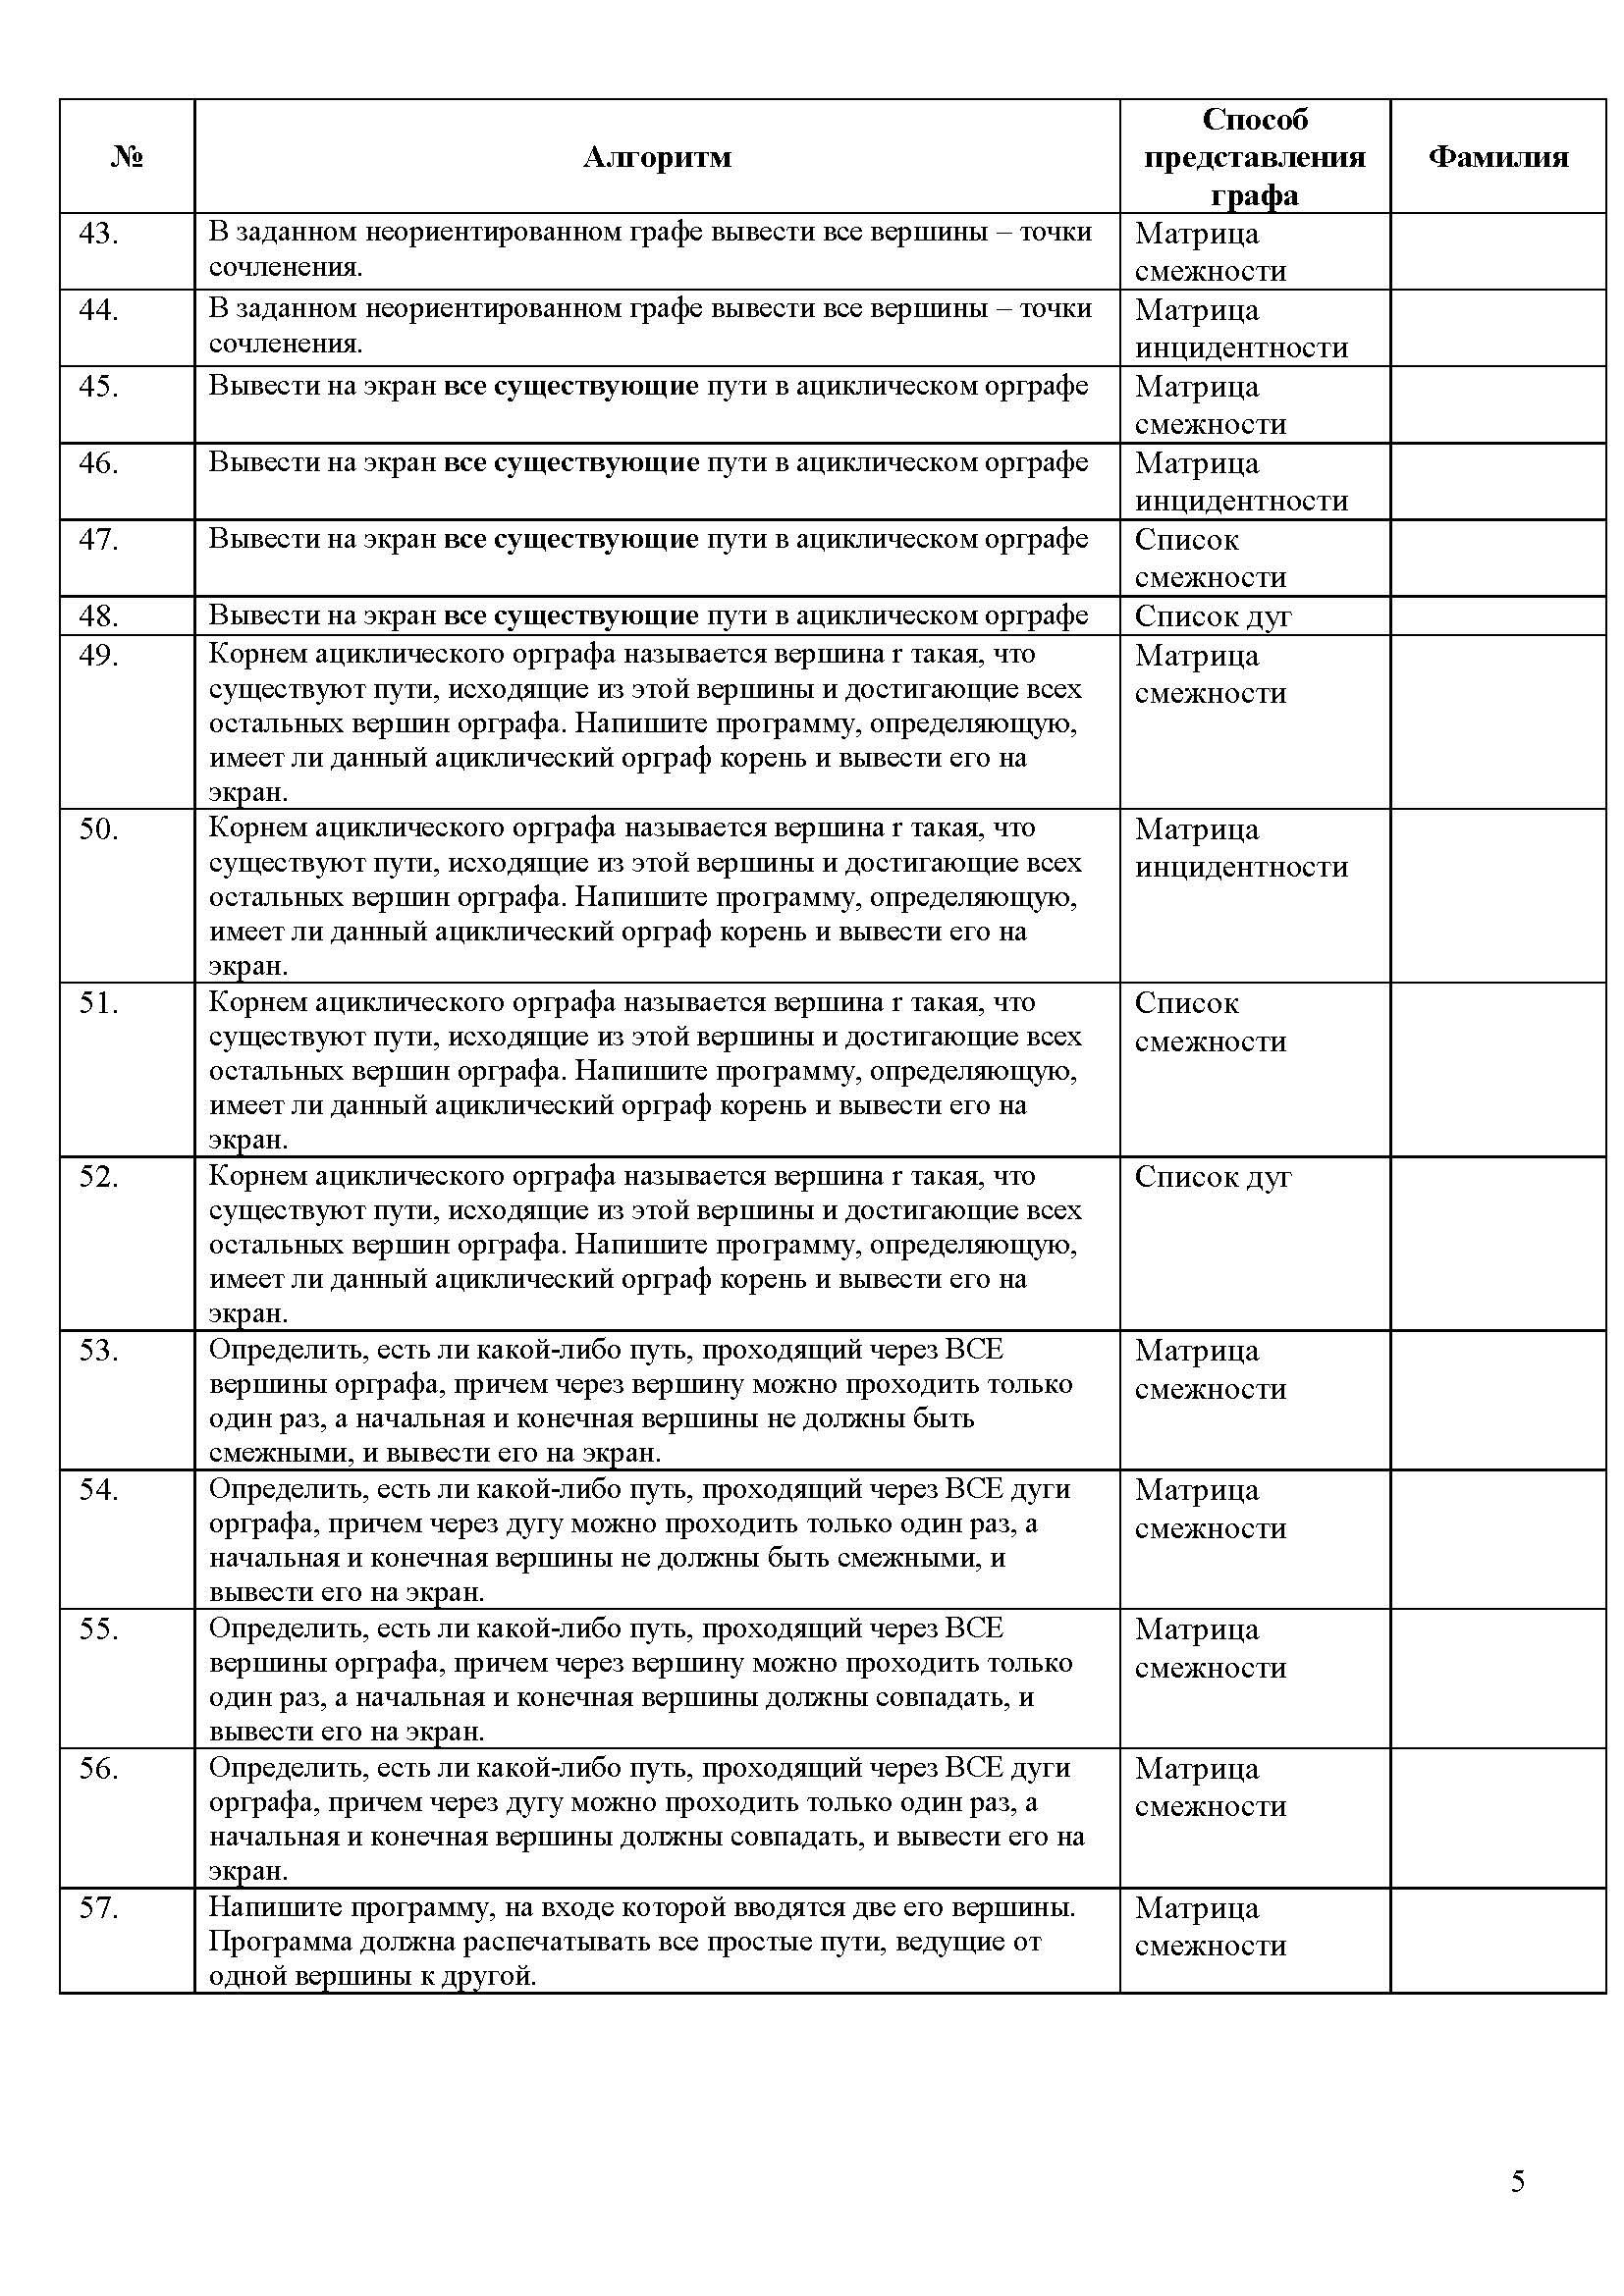 №
Алгоритм
Способ
представления
графа
Фамилия
43.
В заданном неориентированном графе вывести все вершины – точки
сочленения.
Матрица
смежности
44.
В заданном неориентированном графе вывести все вершины – точки
сочленения.
Матрица
инцидентности
45.
Вывести на экран все существующие пути в ациклическом орграфе
Матрица
смежности
46.
Вывести на экран все существующие пути в ациклическом орграфе
Матрица
инцидентности
47.
Вывести на экран все существующие пути в ациклическом орграфе
Список
смежности
48.
Вывести на экран все существующие пути в ациклическом орграфе
Список дуг
49.
Корнем ациклического орграфа называется вершина r такая, что
существуют пути, исходящие из этой вершины и достигающие всех
остальных вершин орграфа. Напишите программу, определяющую,
имеет ли данный ациклический орграф корень и вывести его на
экран.
Матрица
смежности
50.
Корнем ациклического орграфа называется вершина r такая, что
существуют пути, исходящие из этой вершины и достигающие всех
остальных вершин орграфа. Напишите программу, определяющую,
имеет ли данный ациклический орграф корень и вывести его на
экран.
Матрица
инцидентности
51.
Корнем ациклического орграфа называется вершина r такая, что
существуют пути, исходящие из этой вершины и достигающие всех
остальных вершин орграфа. Напишите программу, определяющую,
имеет ли данный ациклический орграф корень и вывести его на
экран.
Список
смежности
52.
Корнем ациклического орграфа называется вершина r такая, что
существуют пути, исходящие из этой вершины и достигающие всех
остальных вершин орграфа. Напишите программу, определяющую,
имеет ли данный ациклический орграф корень и вывести его на
экран.
Список дуг
53.
Определить, есть ли какой-либо путь, проходящий через ВСЕ
вершины орграфа, причем через вершину можно проходить только
один раз, а начальная и конечная вершины не должны быть
смежными, и вывести его на экран.
Матрица
смежности
54.
Определить, есть ли какой-либо путь, проходящий через ВСЕ дуги
орграфа, причем через дугу можно проходить только один раз, а
начальная и конечная вершины не должны быть смежными, и
вывести его на экран.
Матрица
смежности
55.
Определить, есть ли какой-либо путь, проходящий через ВСЕ
вершины орграфа, причем через вершину можно проходить только
один раз, а начальная и конечная вершины должны совпадать, и
вывести его на экран.
Матрица
смежности
56.
Определить, есть ли какой-либо путь, проходящий через ВСЕ дуги
орграфа, причем через дугу можно проходить только один раз, а
начальная и конечная вершины должны совпадать, и вывести его на
экран.
Матрица
смежности
57.
Напишите программу, на входе которой вводятся две его вершины.
Программа должна распечатывать все простые пути, ведущие от
одной вершины к другой.
Матрица
смежности
5